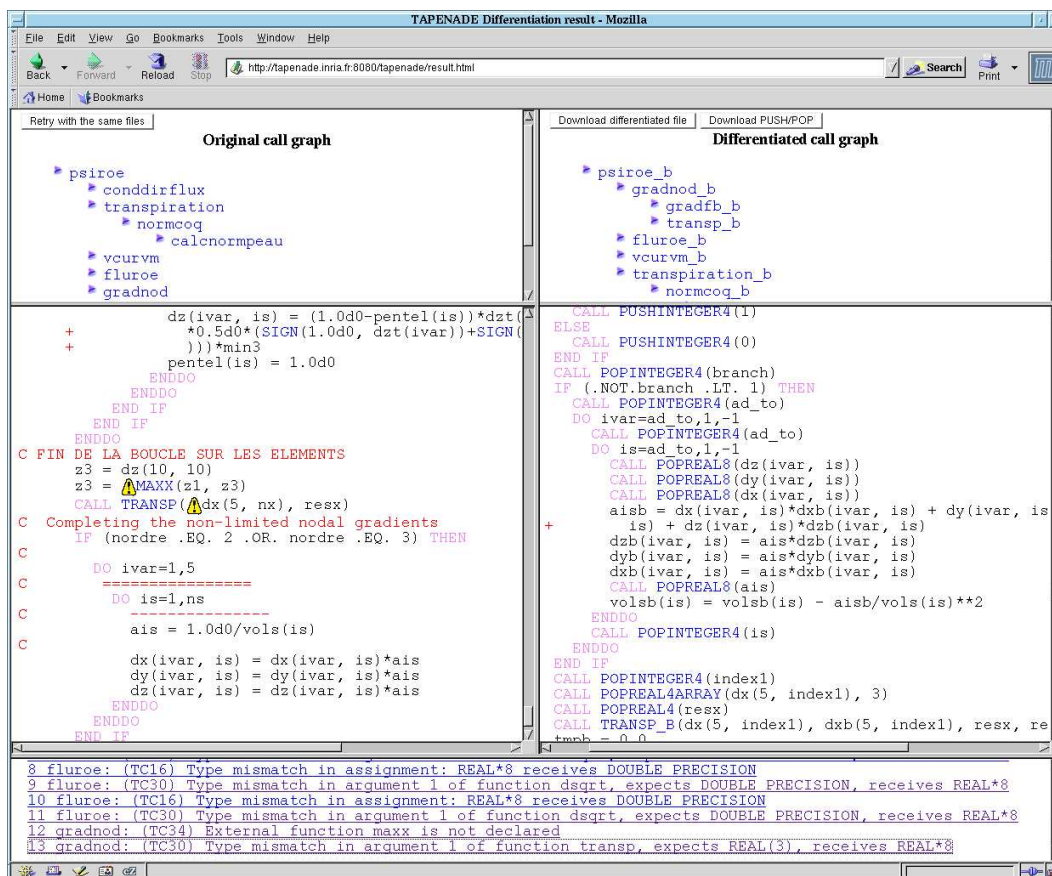 TAPENADE Differentiation result - Mozilla
File Edit View Go Bookmarks Tools Window Help
Back Forward Reload Stop http://tapenade.inria.fr:8080/tapenade/result.html Search Print
Home Bookmarks
Retry with the same files
Original call graph
psiroe
conddirflux
transpiration
normcoq
calcnormpeau
vcurvm
fluroe
gradnod
Download differentiated file Download PUSH/POP
Differentiated call graph
psiroe_b
gradnod_b
gradfb_b
transp_b
fluroe_b
vcurvm_b
transpiration_b
normcoq_b
dz(ivar, is) = (1.0d0-pentel(is))*dzt(
+ *0.5d0*(SIGN(1.0d0, dzt(ivar))+SIGN(
+ )))*min3
pentel(is) = 1.0d0
ENDDO
ENDDO
END IF
END IF
ENDDO
C FIN DE LA BOUCLE SUR LES ELEMENTS
z3 = dz(10, 10)
z3 = MAXX(z1, z3)
CALL TRANSP(dx(5, nx), resx)
C Completing the non-limited nodal gradients
IF (nordre .EQ. 2 .OR. nordre .EQ. 3) THEN
C
DO ivar=1,5
C ================
DO is=1,ns
C ---------------
ais = 1.0d0/vols(is)
C
dx(ivar, is) = dx(ivar, is)*ais
dy(ivar, is) = dy(ivar, is)*ais
dz(ivar, is) = dz(ivar, is)*ais
ENDDO
ENDDO
END IF
CALL PUSHINTEGER4(1)
ELSE
CALL PUSHINTEGER4(0)
END IF
CALL POPINTEGER4(branch)
IF (.NOT.branch .LT. 1) THEN
CALL POPINTEGER4(ad_to)
DO ivar=ad_to,1,-1
CALL POPINTEGER4(ad_to)
DO is=ad_to,1,-1
CALL POPREAL8(dz(ivar, is))
CALL POPREAL8(dy(ivar, is))
CALL POPREAL8(dx(ivar, is))
aisb = dx(ivar, is)*dxb(ivar, is) + dy(ivar, is
+ is) + dz(ivar, is)*dzb(ivar, is)
dzb(ivar, is) = ais*dzb(ivar, is)
dyb(ivar, is) = ais*dyb(ivar, is)
dxb(ivar, is) = ais*dxb(ivar, is)
CALL POPREAL8(ais)
volsb(is) = volsb(is) - aisb/vols(is)**2
ENDDO
CALL POPINTEGER4(is)
ENDDO
END IF
CALL POPINTEGER4(index1)
CALL POPREAL4ARRAY(dx(5, index1), 3)
CALL POPREAL4(resx)
CALL TRANSP_B(dx(5, index1), dxb(5, index1), resx, re
tmpb = 0.0
8 fluroe: (TC16) Type mismatch in assignment: REAL*8 receives DOUBLE PRECISION
9 fluroe: (TC30) Type mismatch in argument 1 of function dsqrt, expects DOUBLE PRECISION, receives REAL*8
10 fluroe: (TC16) Type mismatch in assignment: REAL*8 receives DOUBLE PRECISION
11 fluroe: (TC30) Type mismatch in argument 1 of function dsqrt, expects DOUBLE PRECISION, receives REAL*8
12 gradnod: (TC34) External function maxx is not declared
13 gradnod: (TC30) Type mismatch in argument 1 of function transp, expects REAL(3), receives REAL*8